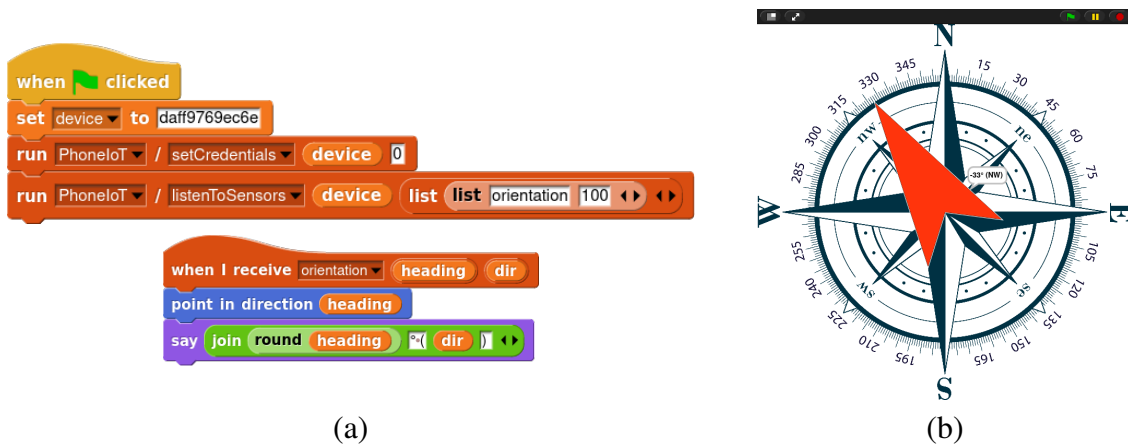 when clicked
set device to daff9769ec6e
run PhoneIoT / setCredentials device 0
run PhoneIoT / listenToSensors device list list orientation 100
when I receive orientation heading dir
point in direction heading
say join round heading °( dir )
(a)
N
345 15
330 30
315 45
300 nw ne 60
285 75
-33° (NW)
W E
105
255
240 sw se 120
225 135
210 150
195 165
S
(b)